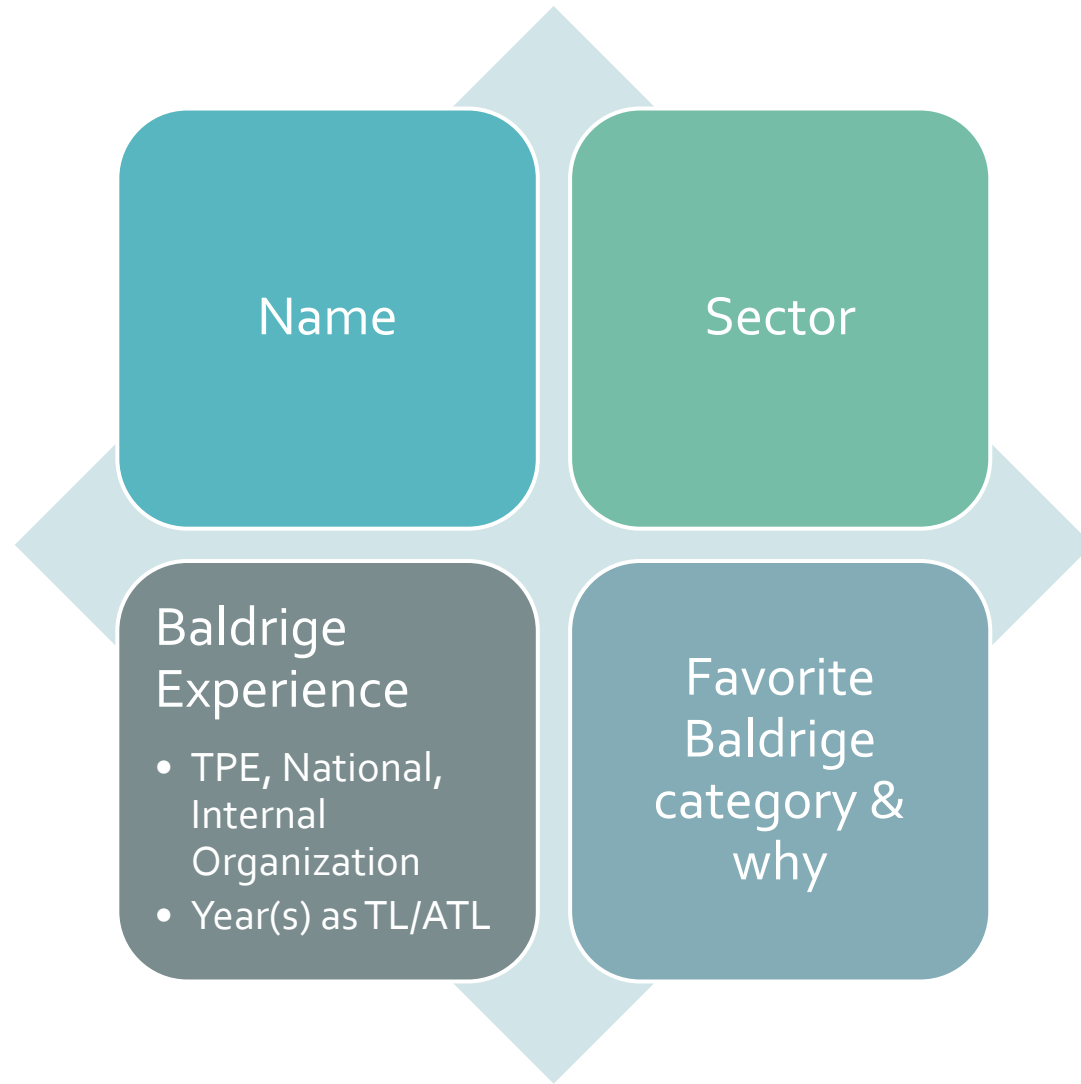 Name
Sector
Baldrige
Experience
• TPE, National,
Internal
Organization
• Year(s) as TL/ATL
Favorite
Baldrige
category &
why